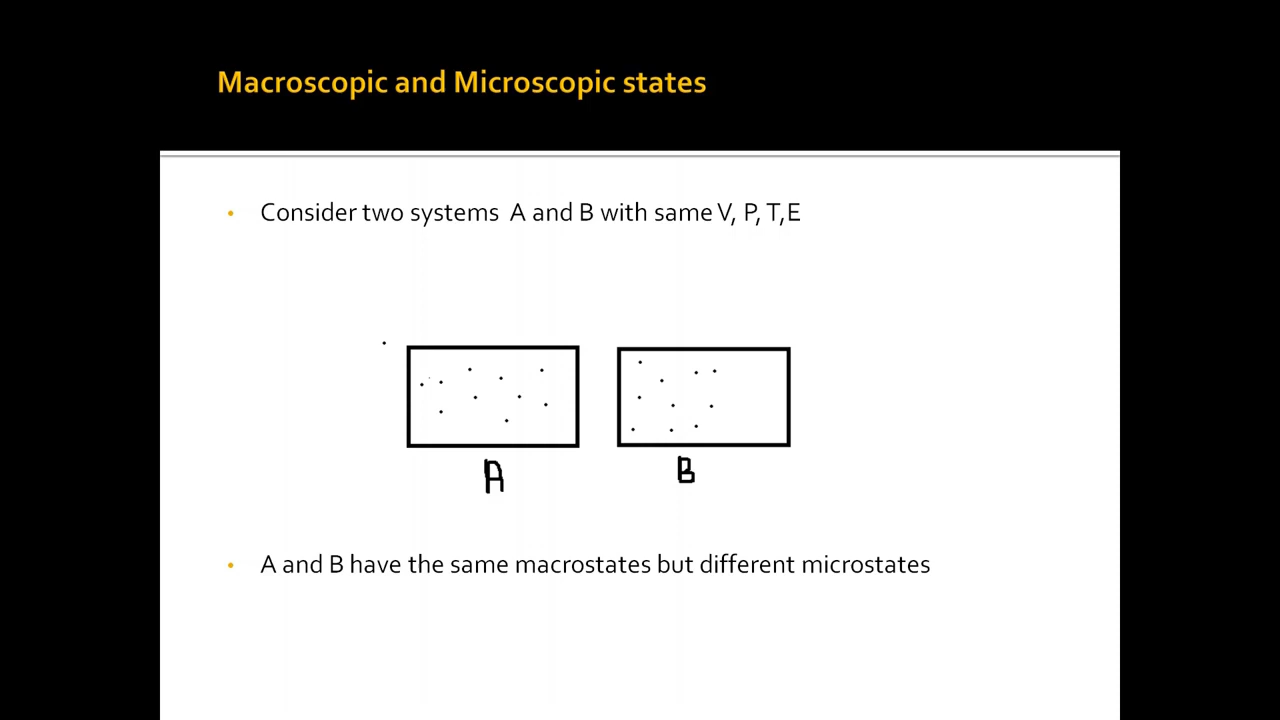 Macroscopic and Microscopic states
• Consider two systems A and B with same V, P, T,E
A
B
• A and B have the same macrostates but different microstates